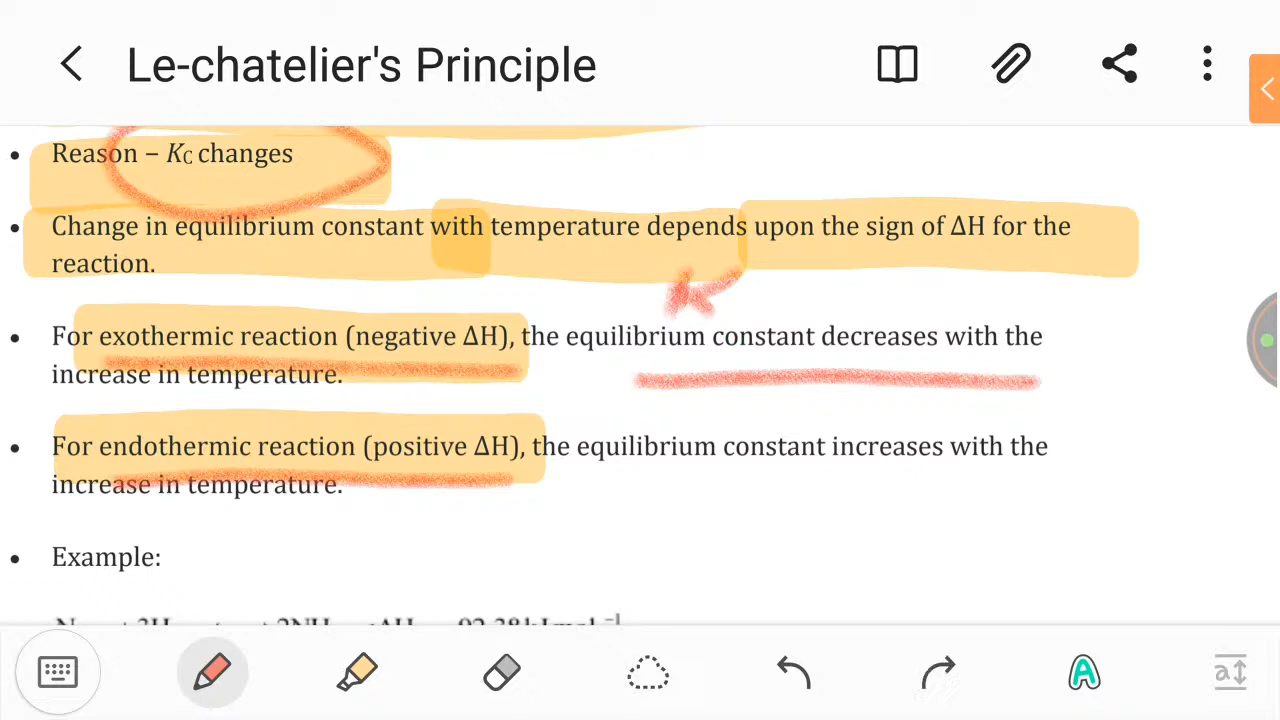 Le-chatelier's Principle
• Reason – KC changes
• Change in equilibrium constant with temperature depends upon the sign of ΔH for the
reaction.
• For exothermic reaction (negative ΔH), the equilibrium constant decreases with the
increase in temperature.
• For endothermic reaction (positive ΔH), the equilibrium constant increases with the
increase in temperature.
• Example:
A
a